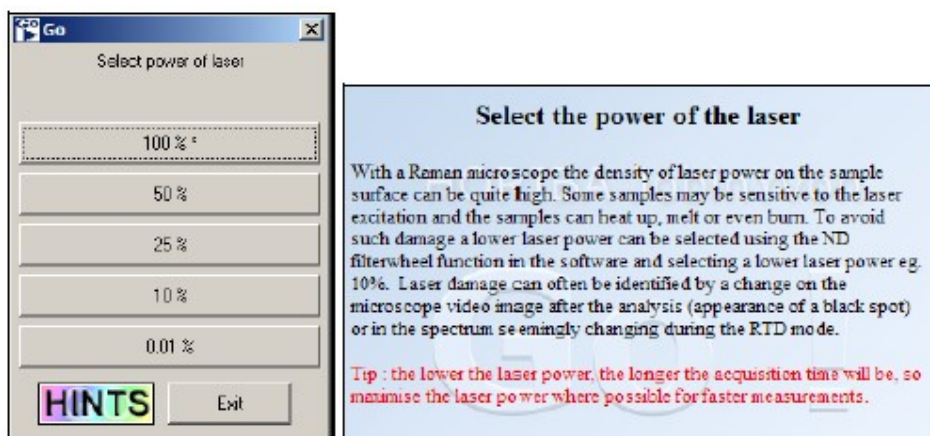 Go
Select power of laser
100 % *
50 %
25 %
10 %
0.01 %
HINTS
Exit
Select the power of the laser
With a Raman microscope the density of laser power on the sample
surface can be quite high. Some samples may be sensitive to the laser
excitation and the samples can heat up, melt or even burn. To avoid
such damage a lower laser power can be selected using the ND
filterwheel function in the software and selecting a lower laser power eg.
10%. Laser damage can often be identified by a change on the
microscope video image after the analysis (appearance of a black spot)
or in the spectrum seemingly changing during the RTD mode.
Tip : the lower the laser power, the longer the acquisition time will be, so
maximise the laser power where possible for faster measurements.